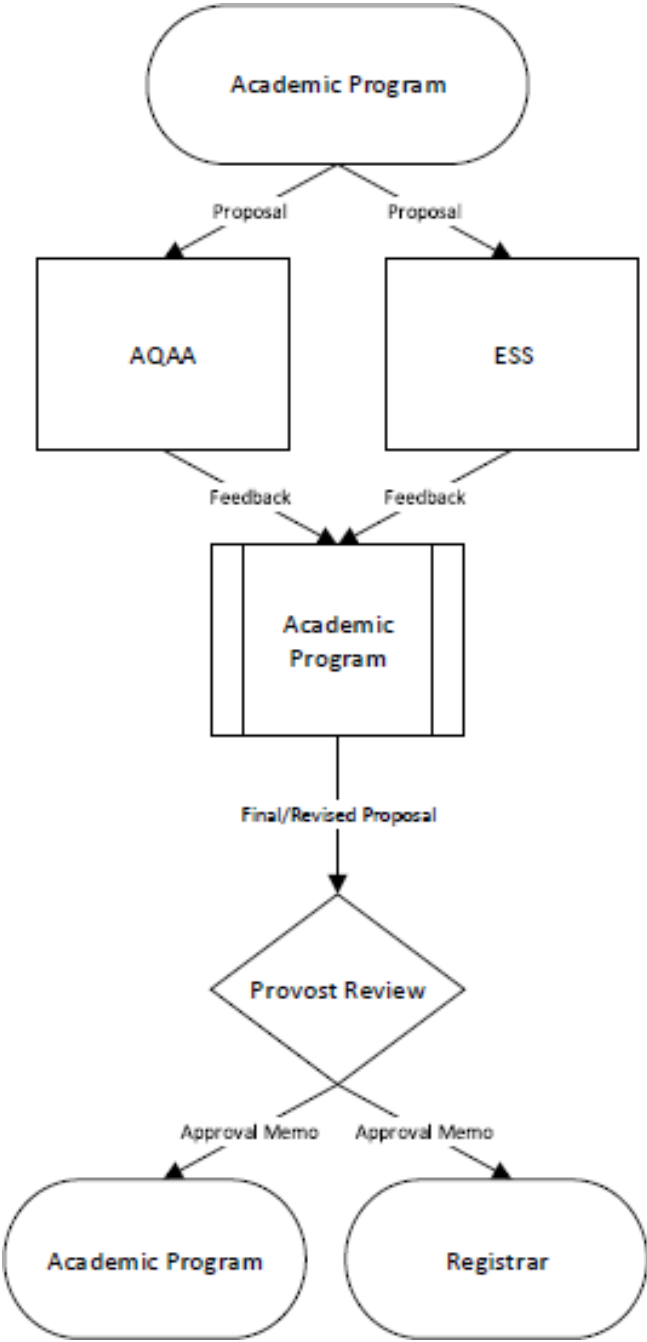 Academic Program
Proposal
Proposal
AQAA
ESS
Feedback
Feedback
Academic
Program
Final/Revised Proposal
Provost Review
Approval Memo
Approval Memo
Academic Program
Registrar